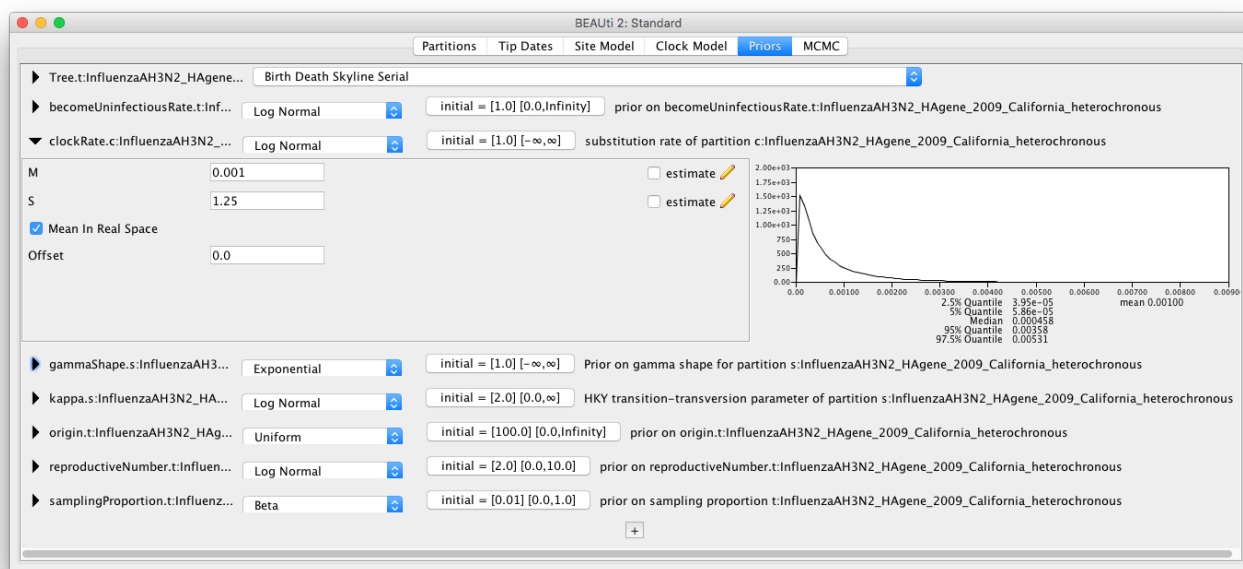 BEAUti 2: Standard
Partitions Tip Dates Site Model Clock Model Priors MCMC
Tree.t:InfluenzaAH3N2_HAgene... Birth Death Skyline Serial
becomeUninfectiousRate.t:Inf... Log Normal initial = [1.0] [0.0,Infinity] prior on becomeUninfectiousRate.t:InfluenzaAH3N2_HAgene_2009_California_heterochronous
clockRate.c:InfluenzaAH3N2_... Log Normal initial = [1.0] [-∞,∞] substitution rate of partition c:InfluenzaAH3N2_HAgene_2009_California_heterochronous
M 0.001 estimate
S 1.25 estimate
Mean In Real Space
Offset 0.0
2.00e+03
1.75e+03
1.50e+03
1.25e+03
1.00e+03
750
500
250
0.00
0.00 0.00100 0.00200 0.00300 0.00400 0.00500 0.00600 0.00700 0.00800 0.0090
2.5% Quantile 3.95e-05 mean 0.00100
5% Quantile 5.86e-05
Median 0.000458
95% Quantile 0.00358
97.5% Quantile 0.00531
gammaShape.s:InfluenzaAH3... Exponential initial = [1.0] [-∞,∞] Prior on gamma shape for partition s:InfluenzaAH3N2_HAgene_2009_California_heterochronous
kappa.s:InfluenzaAH3N2_HA... Log Normal initial = [2.0] [0.0,∞] HKY transition-transversion parameter of partition s:InfluenzaAH3N2_HAgene_2009_California_heterochronous
origin.t:InfluenzaAH3N2_HAg... Uniform initial = [100.0] [0.0,Infinity] prior on origin.t:InfluenzaAH3N2_HAgene_2009_California_heterochronous
reproductiveNumber.t:Influen... Log Normal initial = [2.0] [0.0,10.0] prior on reproductiveNumber.t:InfluenzaAH3N2_HAgene_2009_California_heterochronous
samplingProportion.t:Influenz... Beta initial = [0.01] [0.0,1.0] prior on sampling proportion t:InfluenzaAH3N2_HAgene_2009_California_heterochronous
+